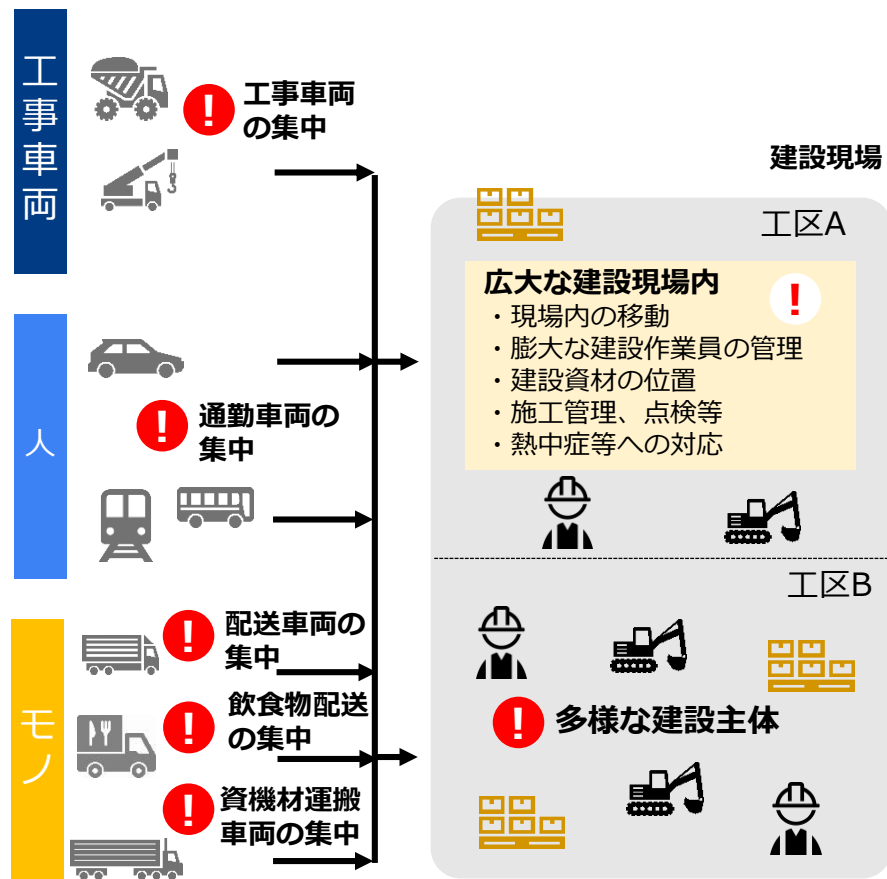 工事車両
!
工事車両
の集中
人
!
通勤車両の
集中
モノ
!
配送車両の
集中
!
飲食物配送
の集中
!
資機材運搬
車両の集中
建設現場
工区A
広大な建設現場内
!
・現場内の移動
・膨大な建設作業員の管理
・建設資材の位置
・施工管理、点検等
・熱中症等への対応
工区B
!
多様な建設主体